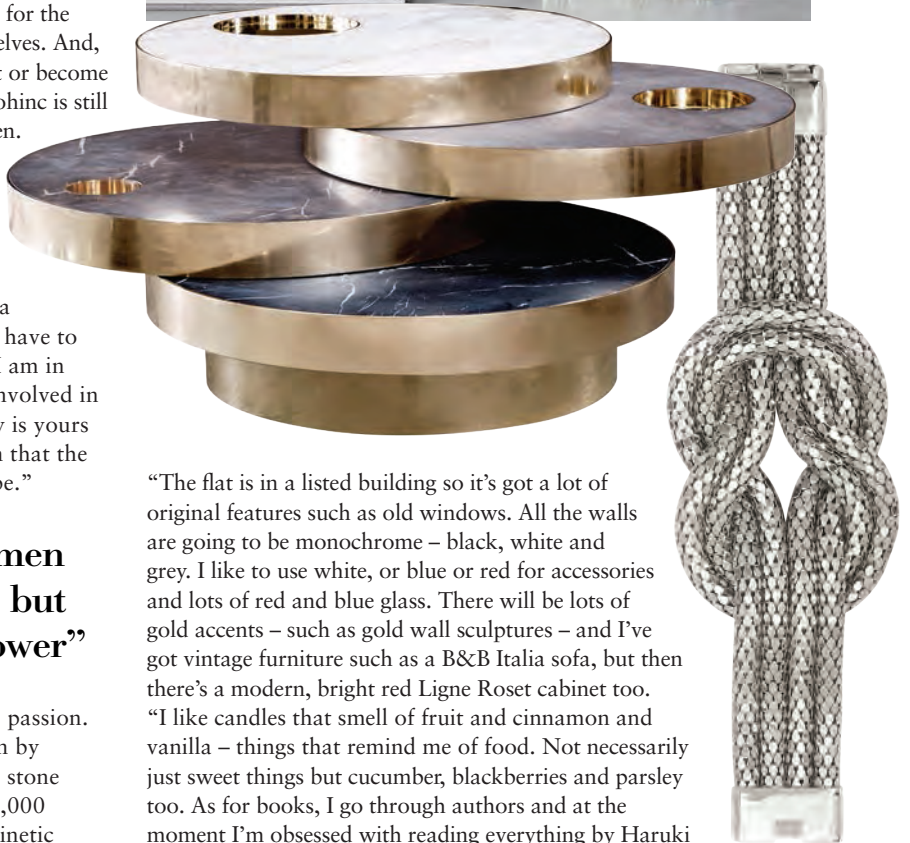 for the
elves. And,
t or become
ohinc is still
en.
a
have to
I am in
nvolved in
y is yours
n that the
be.”
men
but
ower”
passion.
n by
stone
,000
inetic
“The flat is in a listed building so it’s got a lot of
original features such as old windows. All the walls
are going to be monochrome – black, white and
grey. I like to use white, or blue or red for accessories
and lots of red and blue glass. There will be lots of
gold accents – such as gold wall sculptures – and I’ve
got vintage furniture such as a B&B Italia sofa, but then
there’s a modern, bright red Ligne Roset cabinet too.
“I like candles that smell of fruit and cinnamon and
vanilla – things that remind me of food. Not necessarily
just sweet things but cucumber, blackberries and parsley
too. As for books, I go through authors and at the
moment I’m obsessed with reading everything by Haruki